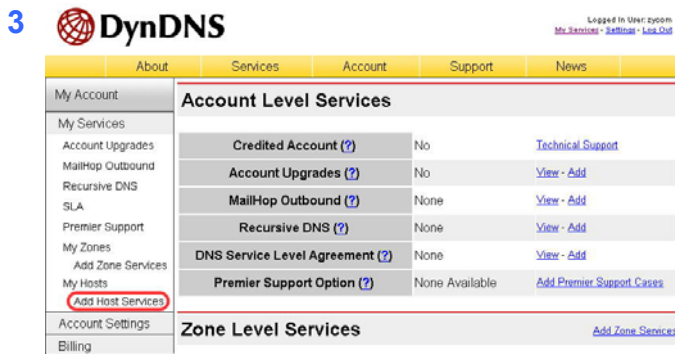 3
DynDNS
Logged In User: zycom
My Services - Settings - Log Out
About Services Account Support News
My Account
My Services
Account Upgrades
MailHop Outbound
Recursive DNS
SLA
Premier Support
My Zones
Add Zone Services
My Hosts
Add Host Services
Account Settings
Billing
Account Level Services
Credited Account (?) No Technical Support
Account Upgrades (?) No View - Add
MailHop Outbound (?) None View - Add
Recursive DNS (?) None View - Add
DNS Service Level Agreement (?) None View - Add
Premier Support Option (?) None Available Add Premier Support Cases
Zone Level Services Add Zone Services